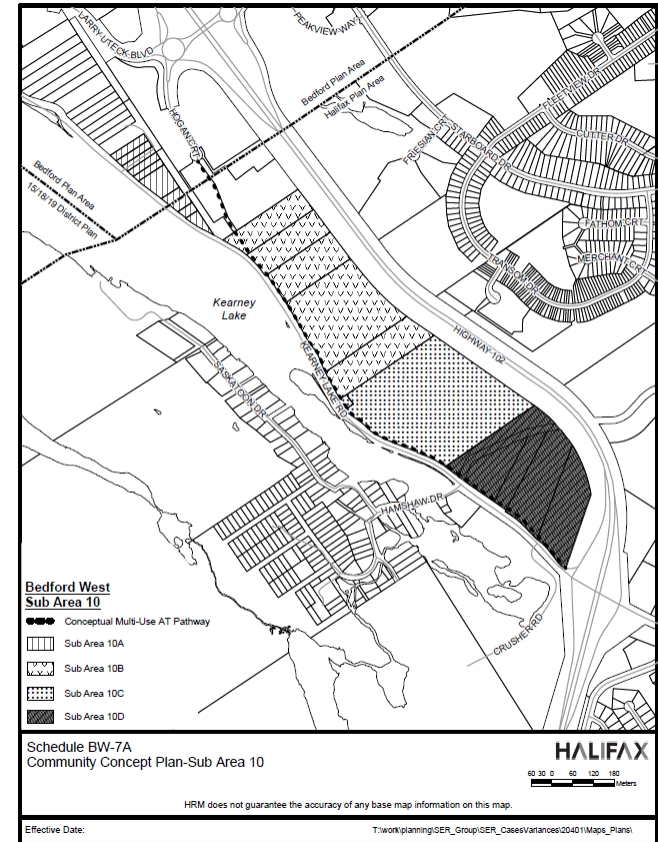 LARRY UTECK BLVD
PEAKVIEW WAY
Bedford Plan Area
Halifax Plan Area
HOGAN CRT
FLEETVIEW DR
CUTTER DR
FRIESIAN CRT
STARBOARD DR
Bedford Plan Area
15/18/19 District Plan
FATHOM CRT
MERCHANT CRT
TRANSOM DR
Kearney
Lake
HIGHWAY 102
KEARNEY LAKE RD
SASKATOON DR
HAMSHAW DR
CRUSHER RD
Bedford West
Sub Area 10
Conceptual Multi-Use AT Pathway
Sub Area 10A
Sub Area 10B
Sub Area 10C
Sub Area 10D
Schedule BW-7A
Community Concept Plan-Sub Area 10
HALIFAX
60 30 0 60 120 180
Meters
HRM does not guarantee the accuracy of any base map information on this map.
Effective Date:
T:\work\planning\SER_Group\SER_CasesVariances\20401\Maps_Plans\